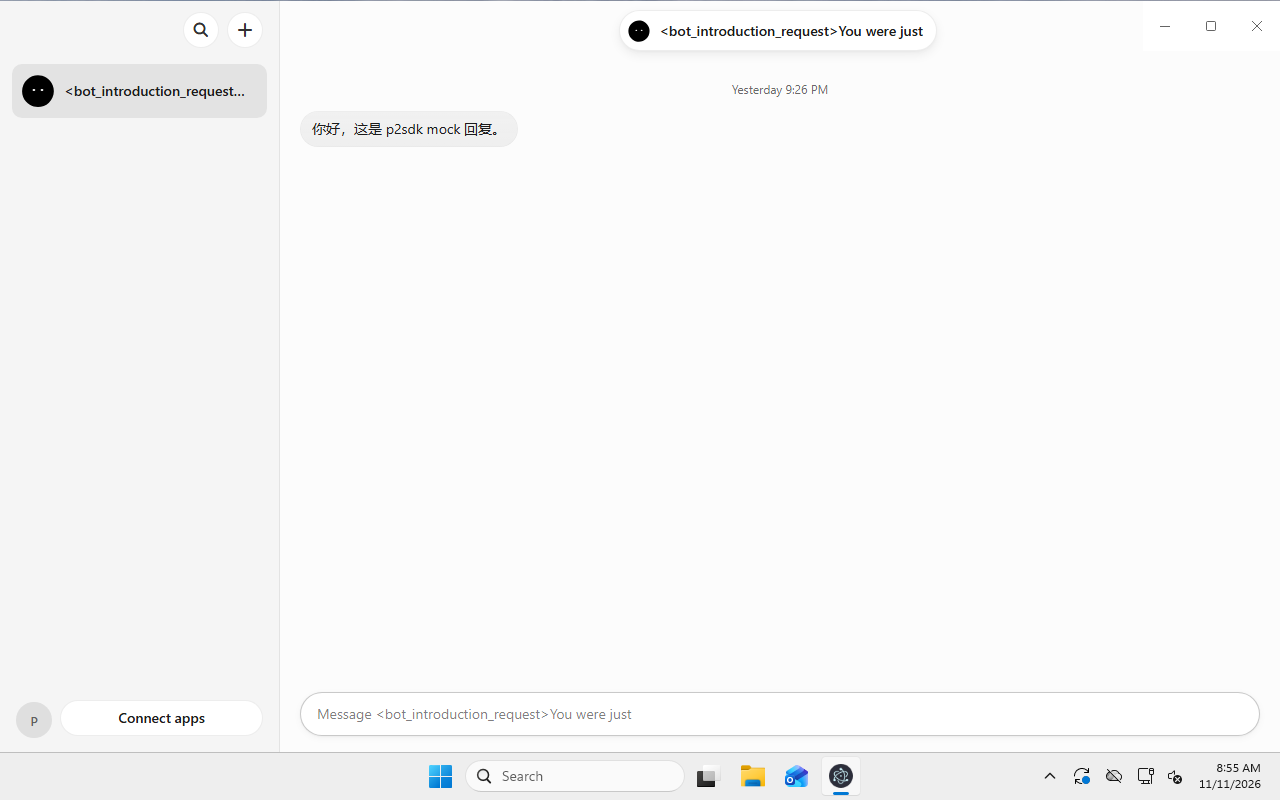 <bot_introduction_request>You were just
<bot_introduction_request...
Yesterday 9:26 PM
你好，这是 p2sdk mock 回复。
Message <bot_introduction_request>You were just
P
Connect apps
Search
8:55 AM
11/11/2026